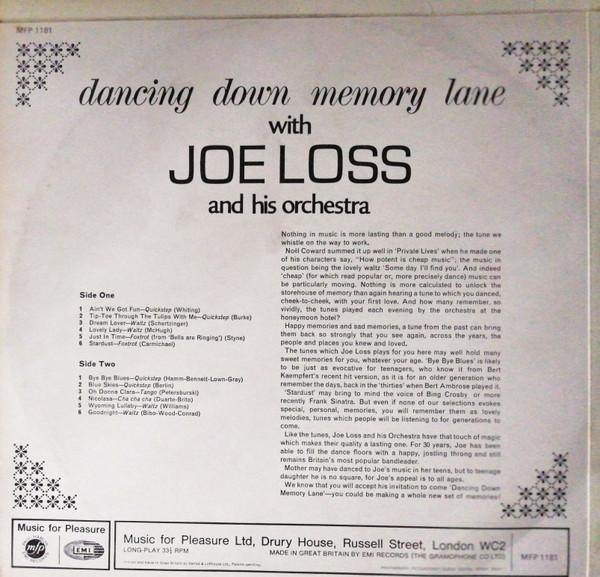 MFP 1181
dancing down memory lane
with
JOE LOSS
and his orchestra
Side One
1 Ain't We Got Fun—Quickstep (Whiting)
2 Tip-Toe Through The Tulips With Me—Quickstep (Burke)
3 Dream Lover—Waltz (Schertzinger)
4 Lovely Lady—Waltz (McHugh)
5 Just in Time—Foxtrot (from 'Bells are Ringing') (Styne)
6 Stardust—Foxtrot (Carmichael)
Side Two
1 Bye Bye Blues—Quickstep (Hamm-Bennett-Lown-Gray)
2 Blue Skies—Quickstep (Berlin)
3 Oh Donna Clara—Tango (Petersburski)
4 Nicolasa—Cha cha cha (Duarte-Brito)
5 Wyoming Lullaby—Waltz (Williams)
6 Goodnight—Waltz (Bibo-Wood-Conrad)
Nothing in music is more lasting than a good melody; the tune we
whistle on the way to work.
Noël Coward summed it up well in 'Private Lives' when he made one
of his characters say, "How potent is cheap music"; the music in
question being the lovely waltz 'Some day I'll find you'. And indeed
'cheap' (for which read popular or, more precisely dance) music can
be particularly moving. Nothing is more calculated to unlock the
storehouse of memory than again hearing a tune to which you danced,
cheek-to-cheek, with your first love. And how many remember, so
vividly, the tunes played each evening by the orchestra at the
honeymoon hotel?
Happy memories and sad memories, a tune from the past can bring
them back so strongly that you see again, across the years, the
people and places you knew and loved.
The tunes which Joe Loss plays for you here may well hold many
sweet memories for you, whatever your age. 'Bye Bye Blues' is likely
to be just as evocative for teenagers, who know it from Bert
Kaempfert's recent hit version, as it is for an older generation who
remember the days, back in the 'thirties' when Bert Ambrose played it.
'Stardust' may bring to mind the voice of Bing Crosby or more
recently Frank Sinatra. But even if none of our selections evokes
special, personal, memories, you will remember them as lovely
melodies, tunes which people will be listening to for generations to
come.
Like the tunes, Joe Loss and his Orchestra have that touch of magic
which makes their quality a lasting one. For 30 years, Joe has been
able to fill the dance floors with a happy, jostling throng and still
remains Britain's most popular bandleader.
Mother may have danced to Joe's music in her teens, but to teenage
daughter he is no square, for Joe's appeal is to all ages.
We know that you will accept his invitation to come 'Dancing Down
Memory Lane'—you could be making a whole new set of memories!
Music for Pleasure
mfp
EMI
Music for Pleasure Ltd, Drury House, Russell Street, London WC2
LONG-PLAY 33⅓ RPM
MADE IN GREAT BRITAIN BY EMI RECORDS (THE GRAMOPHONE CO LTD)
MFP 1181